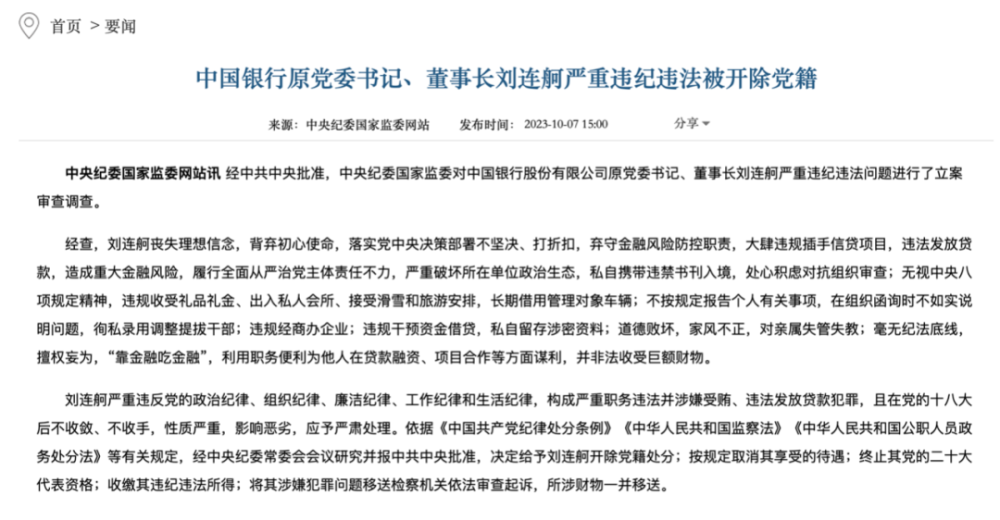 首页 > 要闻
中国银行原党委书记、董事长刘连舸严重违纪违法被开除党籍
来源：中央纪委国家监委网站 发布时间：2023-10-07 15:00 分享
中央纪委国家监委网站讯 经中共中央批准，中央纪委国家监委对中国银行股份有限公司原党委书记、董事长刘连舸严重违纪违法问题进行了立案
审查调查。
经查，刘连舸丧失理想信念，背弃初心使命，落实党中央决策部署不坚决、打折扣，弃守金融风险防控职责，大肆违规插手信贷项目，违法发放贷
款，造成重大金融风险，履行全面从严治党主体责任不力，严重破坏所在单位政治生态，私自携带违禁书刊入境，处心积虑对抗组织审查；无视中央八
项规定精神，违规收受礼品礼金、出入私人会所、接受滑雪和旅游安排，长期借用管理对象车辆；不按规定报告个人有关事项，在组织函询时不如实说
明问题，徇私录用调整提拔干部；违规经商办企业；违规干预资金借贷，私自留存涉密资料；道德败坏，家风不正，对亲属失管失教；毫无纪法底线，
擅权妄为，“靠金融吃金融”，利用职务便利为他人在贷款融资、项目合作等方面谋利，并非法收受巨额财物。
刘连舸严重违反党的政治纪律、组织纪律、廉洁纪律、工作纪律和生活纪律，构成严重职务违法并涉嫌受贿、违法发放贷款犯罪，且在党的十八大
后不收敛、不收手，性质严重，影响恶劣，应予严肃处理。依据《中国共产党纪律处分条例》《中华人民共和国监察法》《中华人民共和国公职人员政
务处分法》等有关规定，经中央纪委常委会会议研究并报中共中央批准，决定给予刘连舸开除党籍处分；按规定取消其享受的待遇；终止其党的二十大
代表资格；收缴其违纪违法所得；将其涉嫌犯罪问题移送检察机关依法审查起诉，所涉财物一并移送。